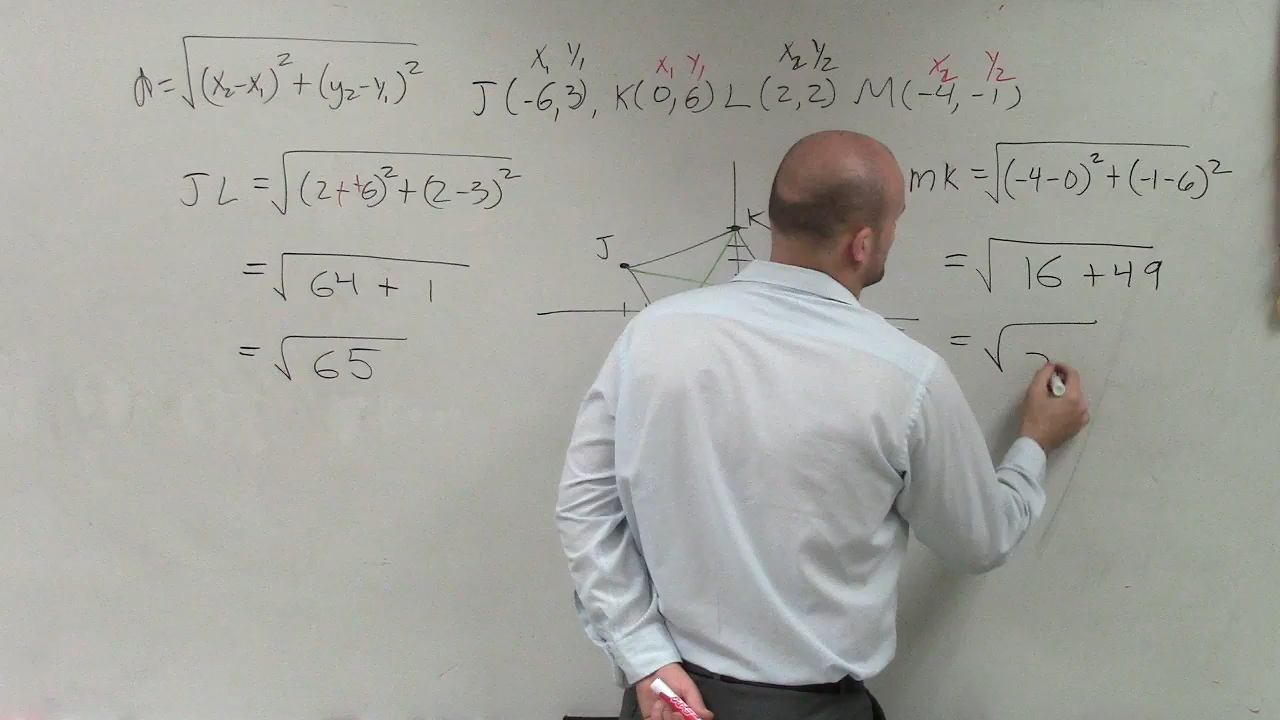 x₁ y₁ x₁ y₁ x₂ y₂ x₂ y₂
d=√(x₂-x₁)²+(y₂-y₁)² J(-6,3), K(0,6) L(2,2) M(-4,-1)
JL =√(2++6)²+(2-3)²
= √64 + 1
= √65
J
K
mK =√(-4-0)²+(-1-6)²
= √16 +49
= √